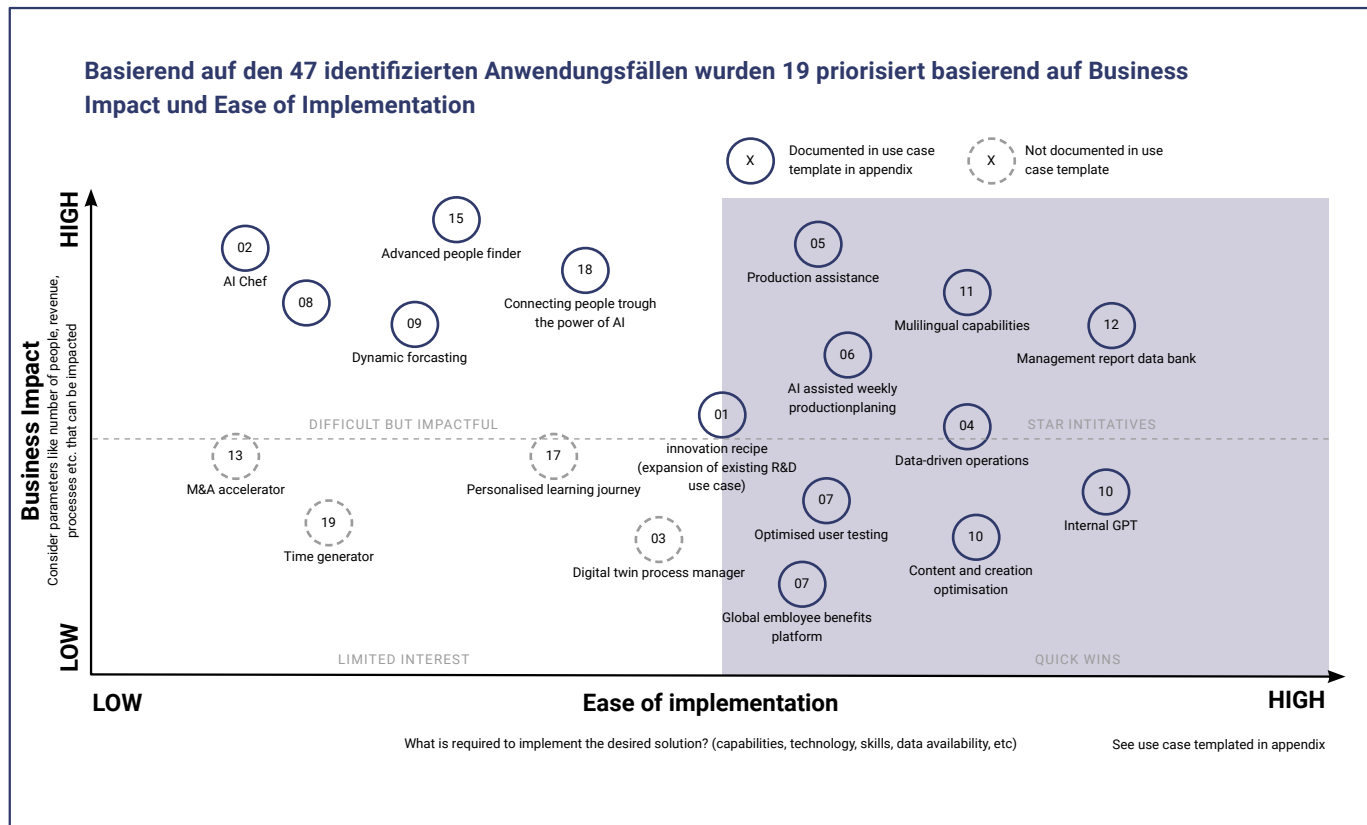 Basierend auf den 47 identifizierten Anwendungsfällen wurden 19 priorisiert basierend auf Business
Impact und Ease of Implementation
X
Documented in use case
template in appendix
X
Not documented in use
case template
HIGH
Business Impact
Consider parameters like number of people, revenue,
processes etc. that can be impacted
LOW
15
Advanced people finder
02
AI Chef
18
Connecting people trough
the power of AI
08
09
Dynamic forcasting
05
Production assistance
11
Mulilingual capabilities
12
Management report data bank
06
AI assisted weekly
productionplaning
01
innovation recipe
(expansion of existing R&D
use case)
DIFFICULT BUT IMPACTFUL
04
Data-driven operations
STAR INTITATIVES
13
M&A accelerator
17
Personalised learning journey
19
Time generator
03
Digital twin process manager
07
Optimised user testing
10
Internal GPT
10
Content and creation
optimisation
07
Global employee benefits
platform
LIMITED INTEREST
QUICK WINS
LOW
Ease of implementation
HIGH
What is required to implement the desired solution? (capabilities, technology, skills, data availability, etc)
See use case templated in appendix